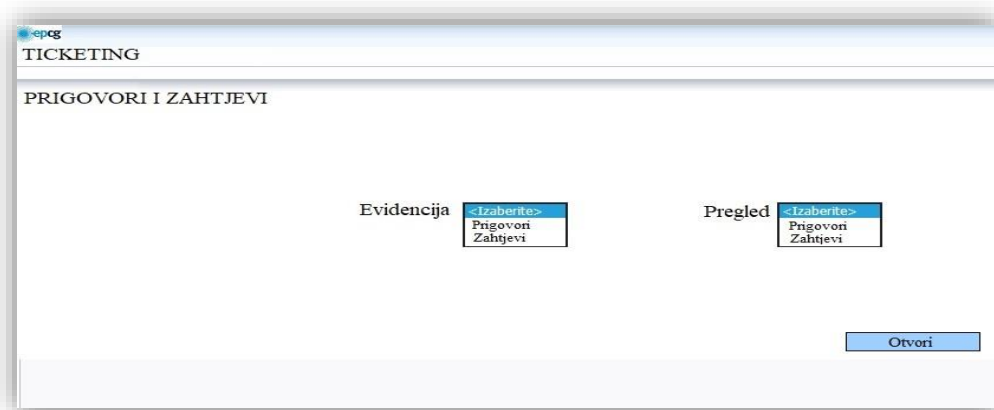 epcg
TICKETING
PRIGOVORI I ZAHTJEVI
Evidencija <Izaberite> Pregled <Izaberite>
Prigovori Prigovori
Zahtjevi Zahtjevi
Otvori